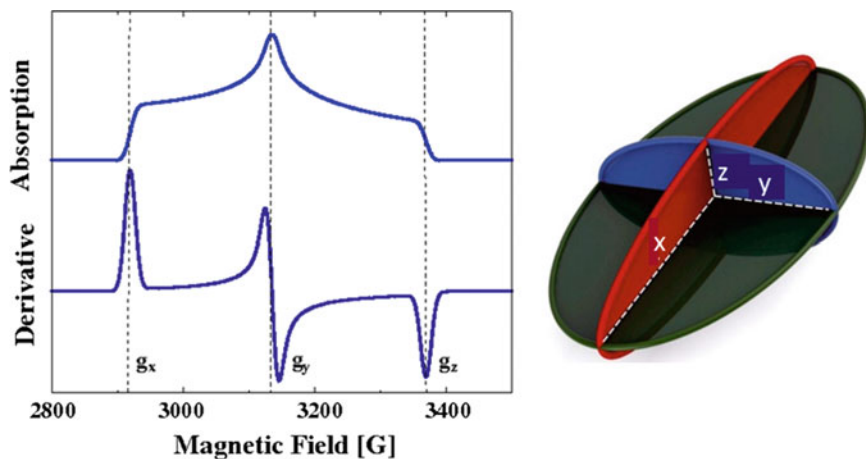 Absorption
Derivative
gx
gy
gz
2800 3000 3200 3400
Magnetic Field [G]
z
y
x